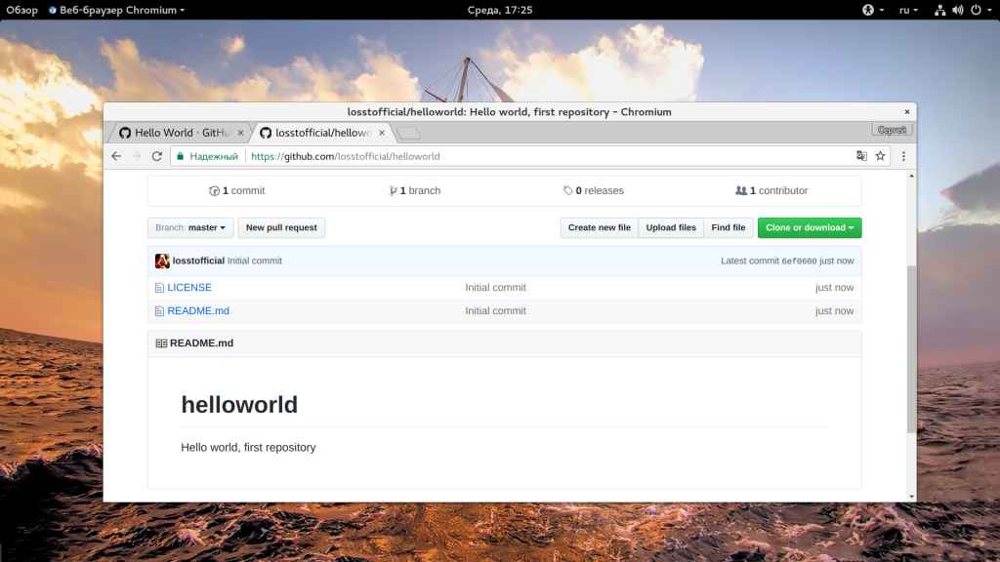 Обзор Веб-браузер Chromium Среда, 17:25 ru
losstofficial/helloworld: Hello world, first repository - Chromium
Hello World · GitHu losstofficial/hellowo Сергей
Надежный https://github.com/losstofficial/helloworld
1 commit 1 branch 0 releases 1 contributor
Branch: master New pull request Create new file Upload files Find file Clone or download
losstofficial Initial commit Latest commit 6ef0600 just now
LICENSE Initial commit just now
README.md Initial commit just now
README.md
helloworld
Hello world, first repository